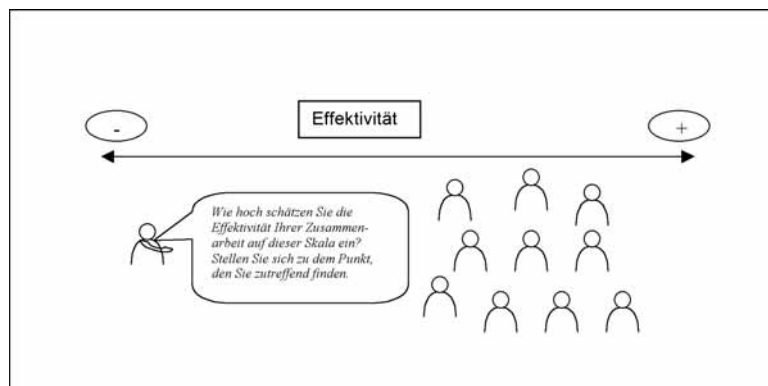 Effektivität
-
+
Wie hoch schätzen Sie die
Effektivität Ihrer Zusammen-
arbeit auf dieser Skala ein?
Stellen Sie sich zu dem Punkt,
den Sie zutreffend finden.